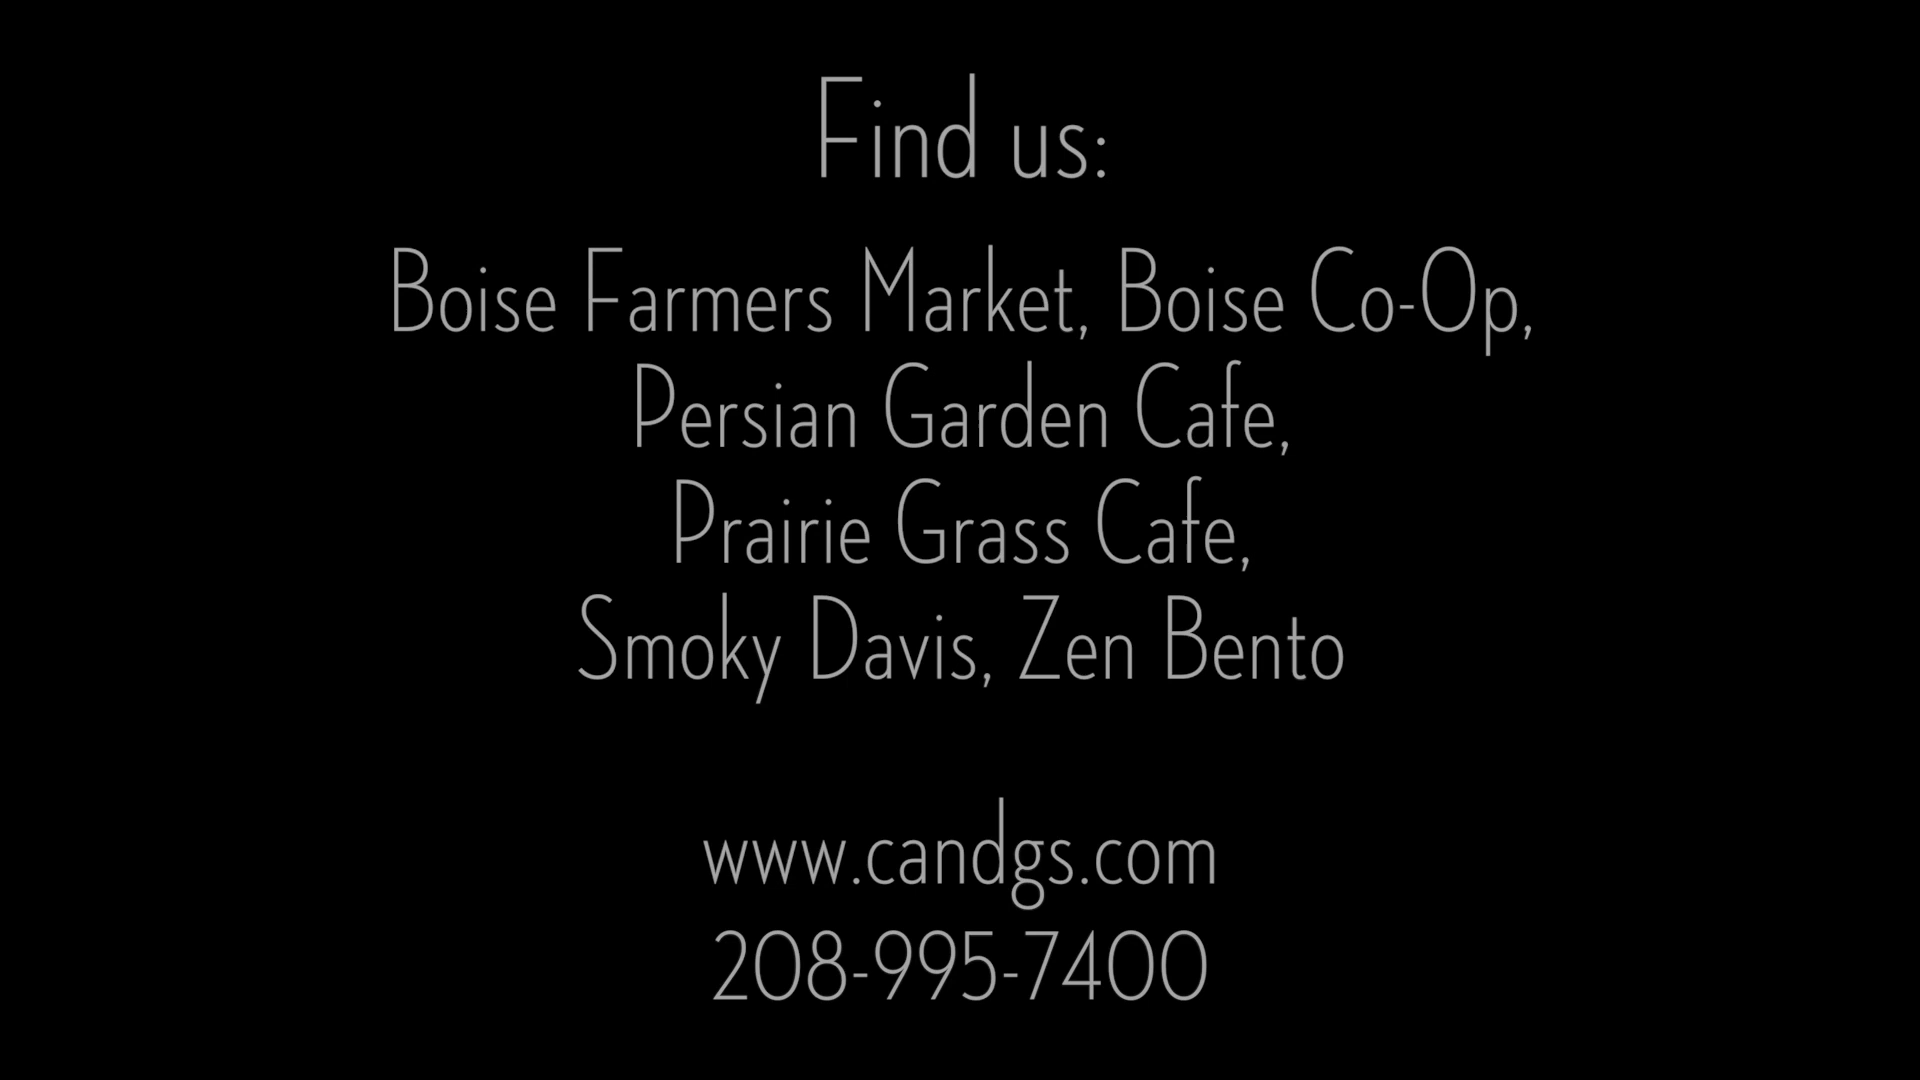 Find us:
Boise Farmers Market, Boise Co-Op,
Persian Garden Cafe,
Prairie Grass Cafe,
Smoky Davis, Zen Bento
www.candgs.com
208-995-7400